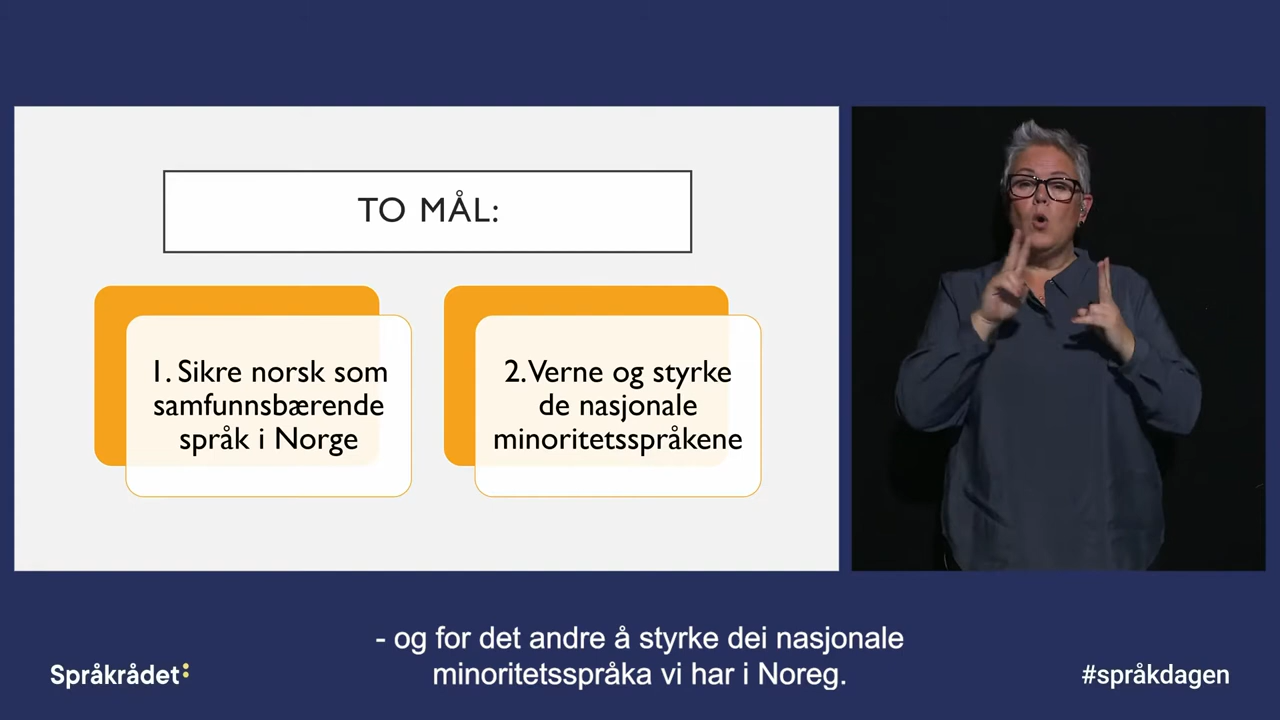 TO MÅL:
1. Sikre norsk som
samfunnsbærende
språk i Norge
2. Verne og styrke
de nasjonale
minoritetsspråkene
- og for det andre å styrke dei nasjonale
minoritetsspråka vi har i Noreg.
Språkrådet:
#språkdagen